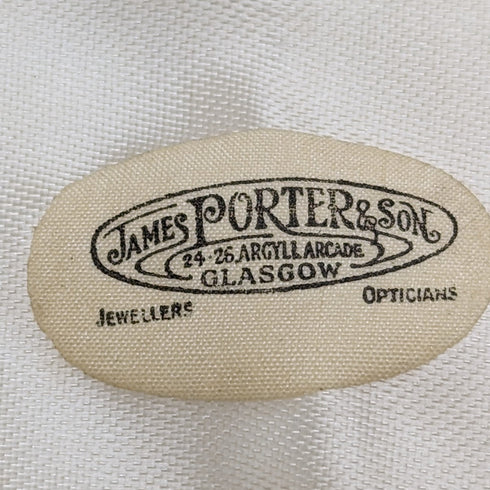 JAMES PORTER & SON
24·26, ARGYLL ARCADE
GLASGOW
JEWELLERS OPTICIANS